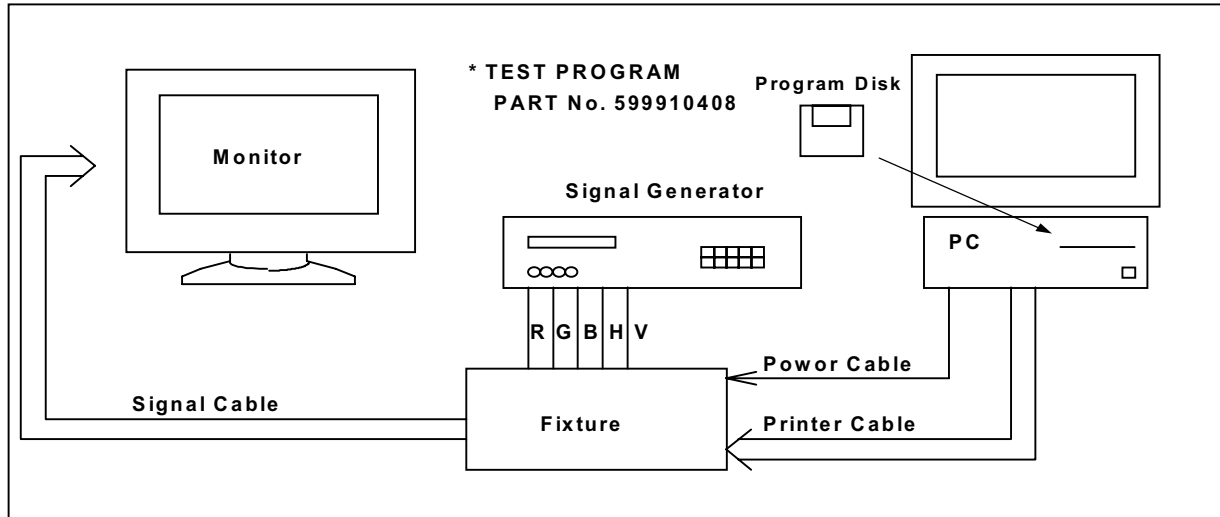 * TEST PROGRAM
PART No. 599910408
Program Disk
Monitor
Signal Generator
PC
R G B H V
Powor Cable
Signal Cable
Fixture
Printer Cable